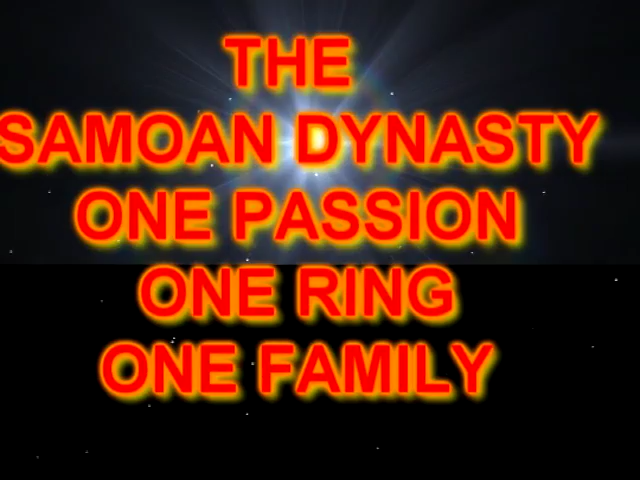 THE
SAMOAN DYNASTY
ONE PASSION
ONE RING
ONE FAMILY